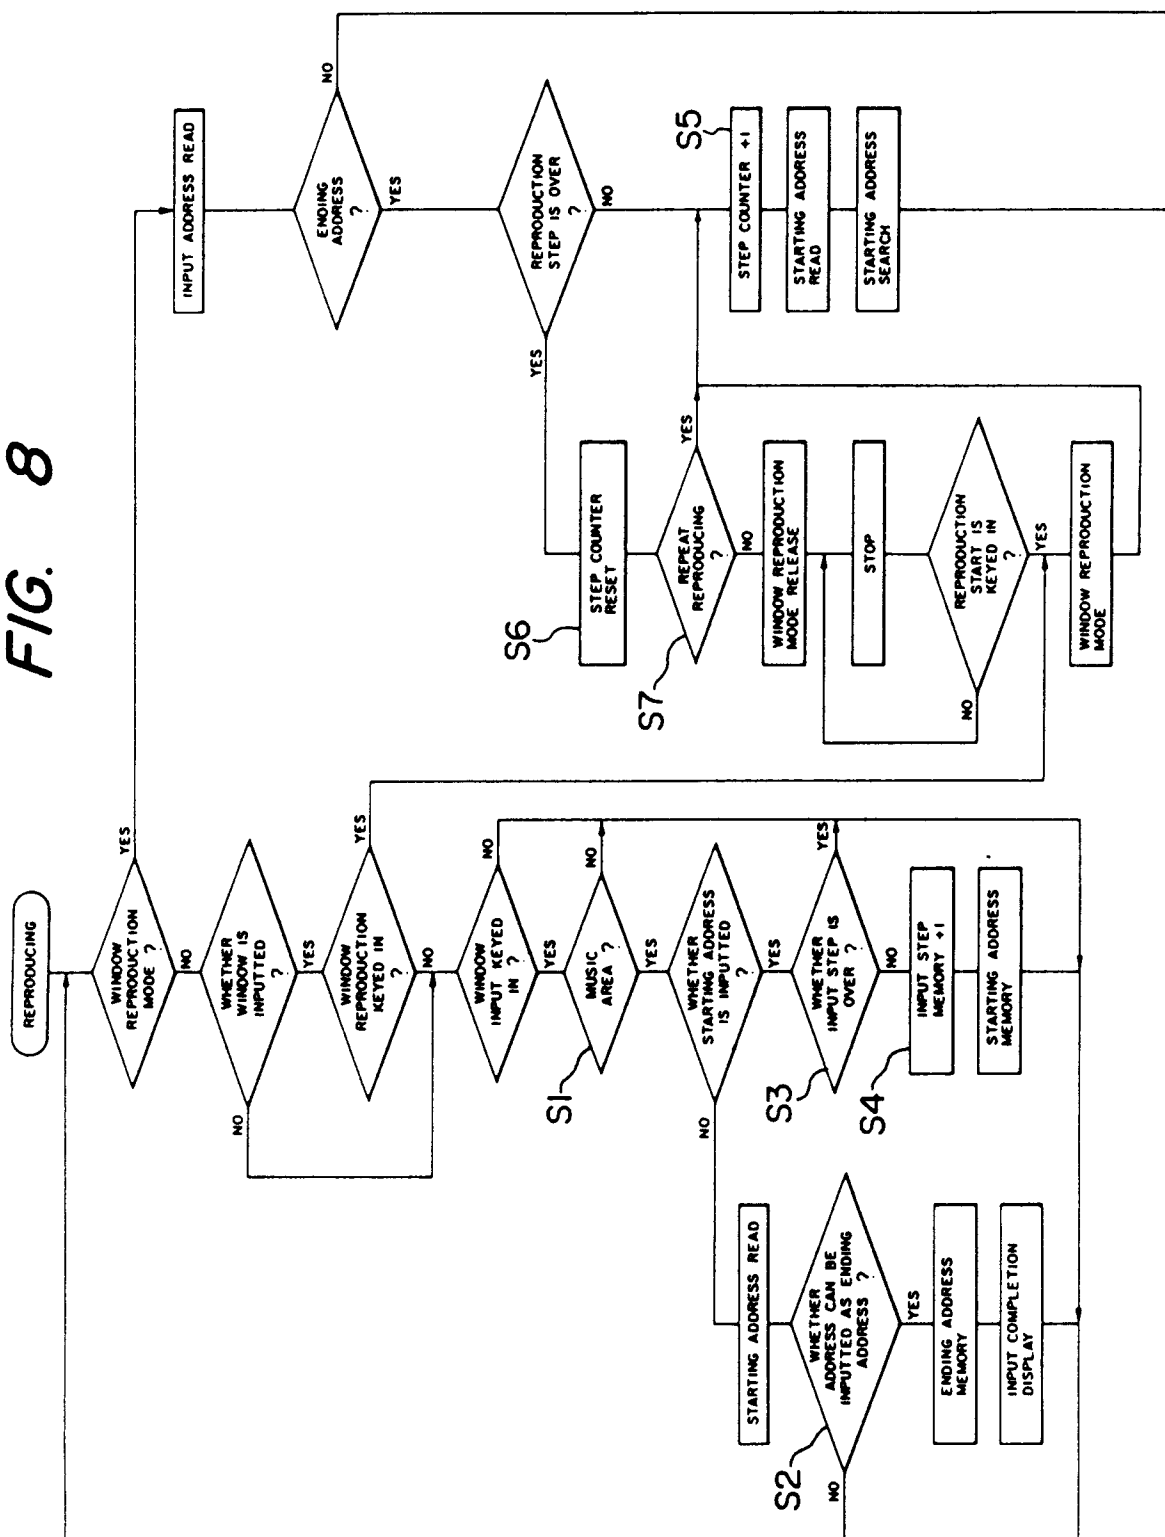 FIG. 8
REPRODUCING
WINDOW
REPRODUCTION
MODE ?
YES
NO
WHETHER
WINDOW IS
INPUTTED
?
NO
YES
WINDOW
REPRODUCTION
KEYED IN
?
YES
NO
WINDOW
INPUT KEYED
IN ?
NO
YES
S1
MUSIC
AREA ?
NO
YES
WHETHER
STARTING ADDRESS
IS INPUTTED
?
NO
YES
S3
WHETHER
INPUT STEP IS
OVER ?
YES
NO
S4
INPUT STEP
MEMORY +1
STARTING ADDRESS
MEMORY
STARTING ADDRESS READ
S2
WHETHER
ADDRESS CAN BE
INPUTTED AS ENDING
ADDRESS ?
NO
YES
ENDING ADDRESS
MEMORY
INPUT COMPLETION
DISPLAY
INPUT ADDRESS READ
ENDING
ADDRESS
?
NO
YES
REPRODUCTION
STEP IS OVER
?
YES
NO
S5
STEP COUNTER +1
STARTING ADDRESS
READ
STARTING ADDRESS
SEARCH
S6
STEP COUNTER
RESET
S7
REPEAT
REPRODUCING
?
YES
NO
WINDOW REPRODUCTION
MODE RELEASE
STOP
REPRODUCTION
START IS
KEYED IN
?
NO
YES
WINDOW REPRODUCTION
MODE